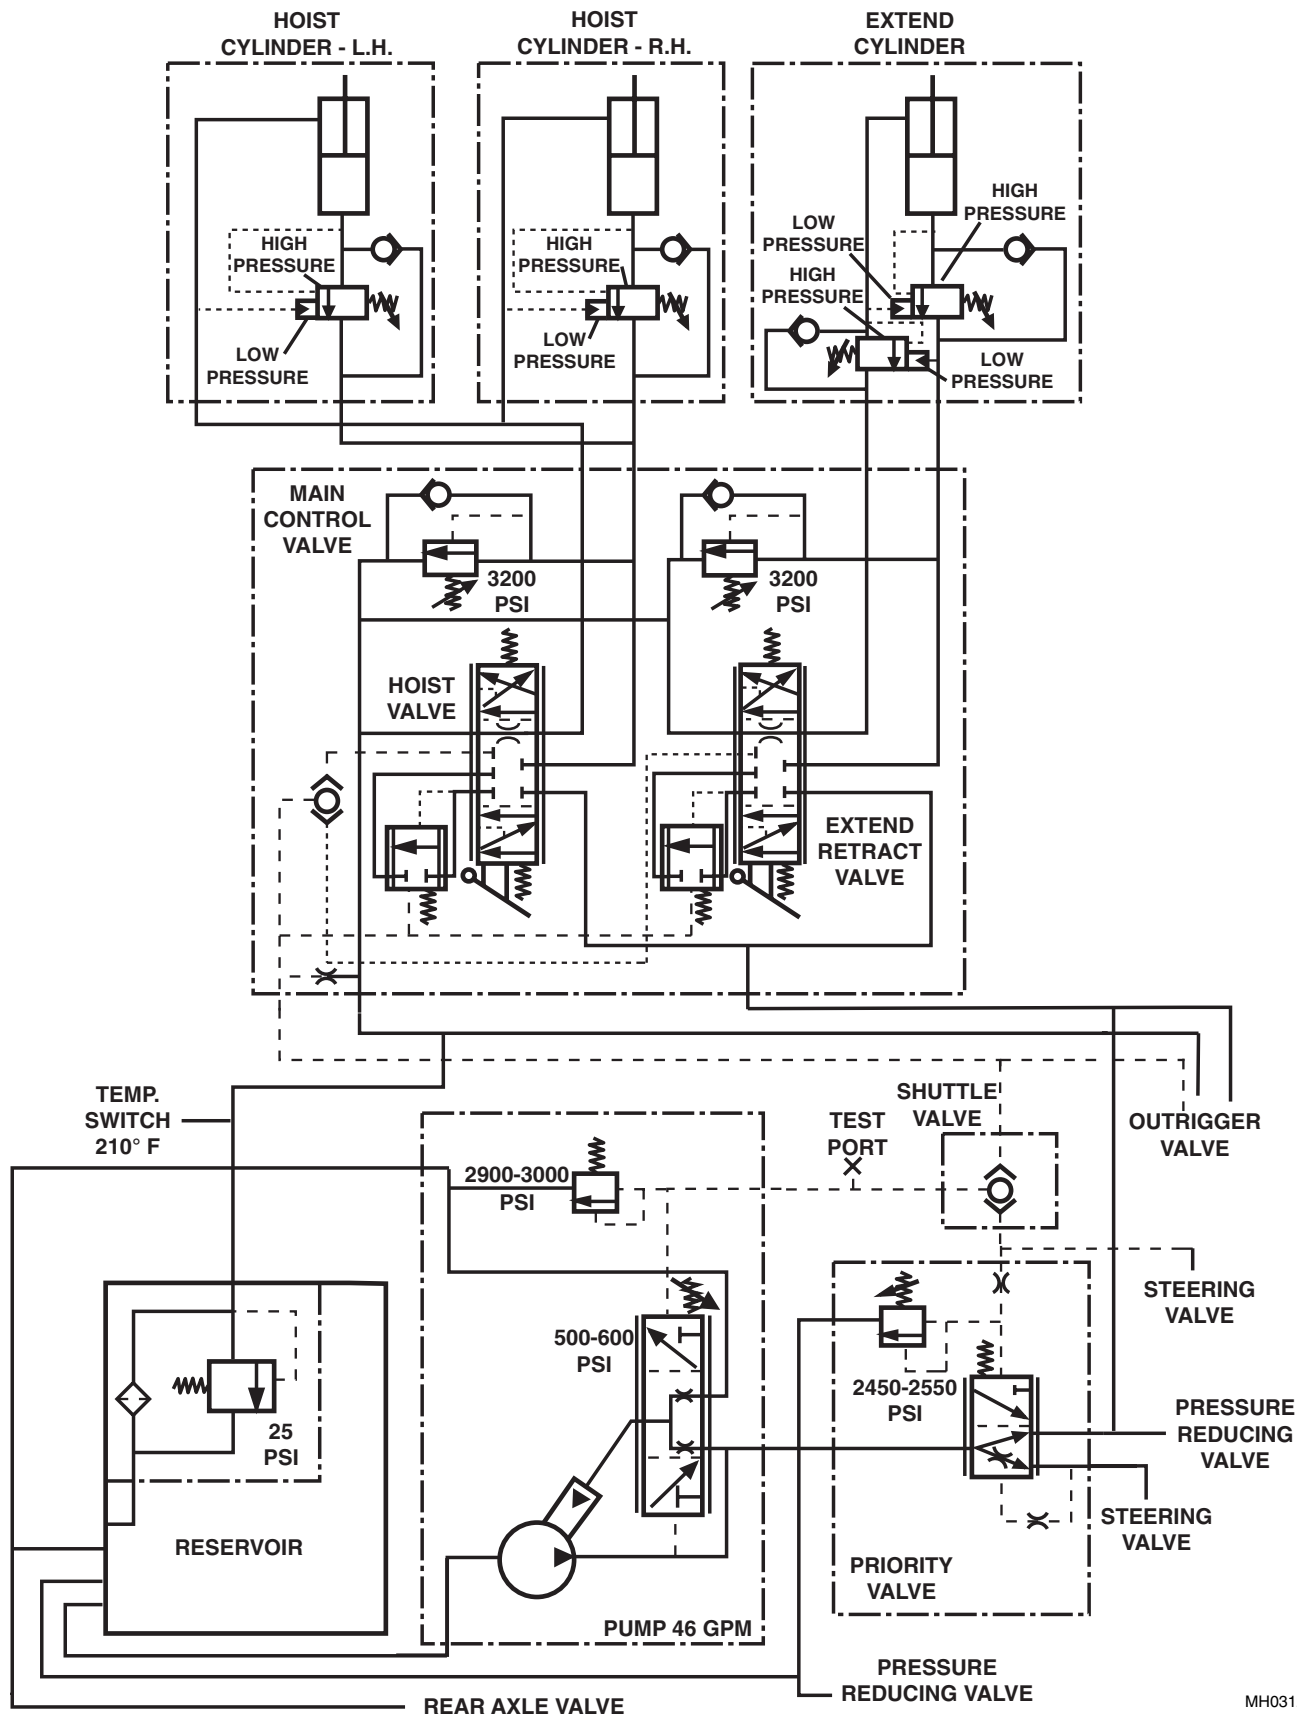 HOIST
CYLINDER - L.H.
HOIST
CYLINDER - R.H.
EXTEND
CYLINDER
HIGH
PRESSURE
LOW
PRESSURE
HIGH
PRESSURE
LOW
PRESSURE
HIGH
PRESSURE
LOW
PRESSURE
HIGH
PRESSURE
LOW
PRESSURE
MAIN
CONTROL
VALVE
3200
PSI
3200
PSI
HOIST
VALVE
EXTEND
RETRACT
VALVE
TEMP.
SWITCH
210° F
SHUTTLE
VALVE
TEST
PORT
OUTRIGGER
VALVE
2900-3000
PSI
STEERING
VALVE
500-600
PSI
2450-2550
PSI
PRESSURE
REDUCING
VALVE
25
PSI
STEERING
VALVE
RESERVOIR
PRIORITY
VALVE
PUMP 46 GPM
PRESSURE
REDUCING VALVE
REAR AXLE VALVE
MH031